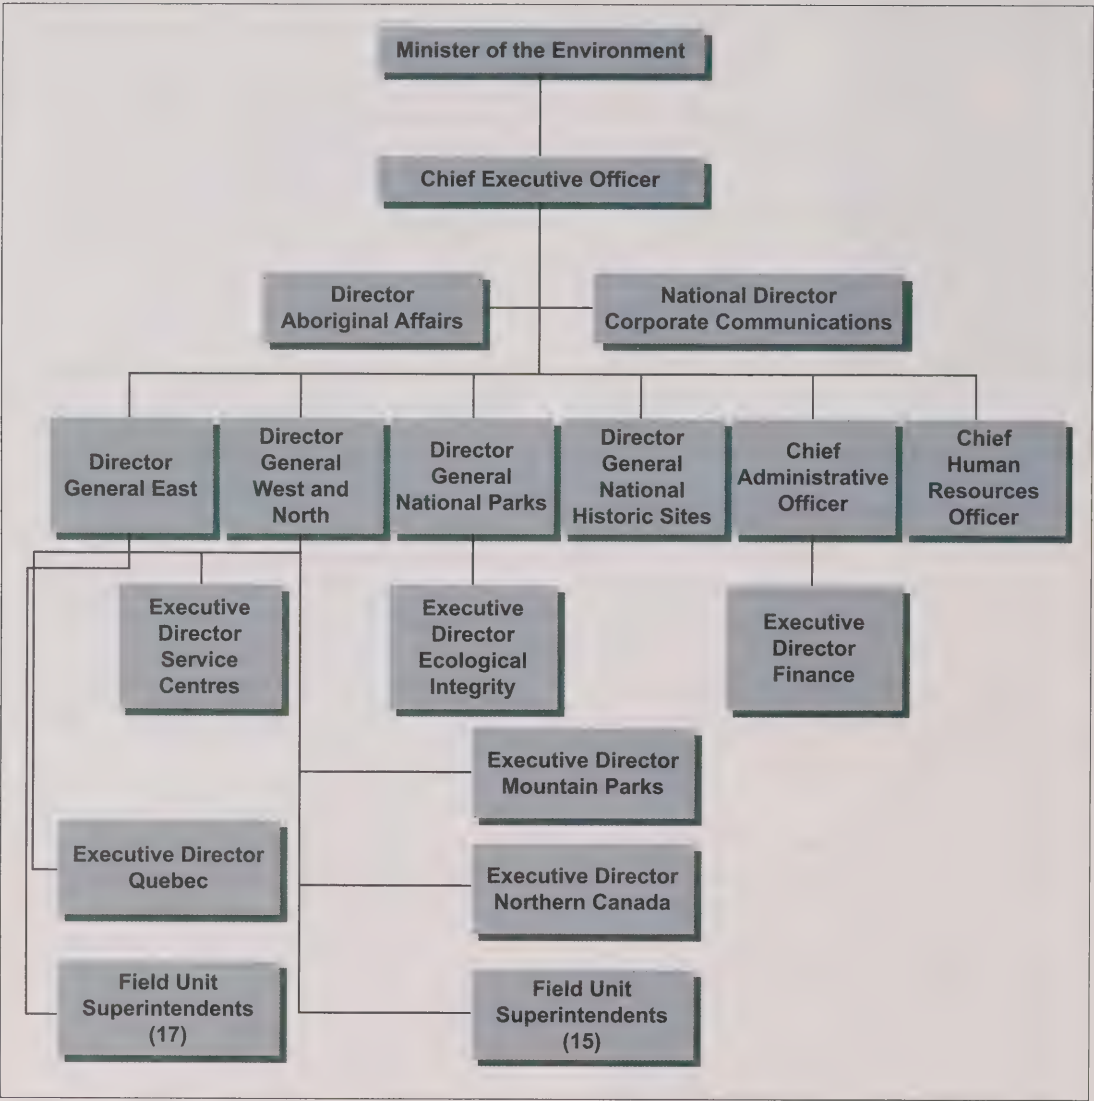 Minister of the Environment
Chief Executive Officer
Director
Aboriginal Affairs
National Director
Corporate Communications
Director
General East
Director
General
West and
North
Director
General
National Parks
Director
General
National
Historic Sites
Chief
Administrative
Officer
Chief
Human
Resources
Officer
Executive
Director
Service
Centres
Executive
Director
Ecological
Integrity
Executive
Director
Finance
Executive Director
Mountain Parks
Executive Director
Quebec
Executive Director
Northern Canada
Field Unit
Superintendents
(17)
Field Unit
Superintendents
(15)